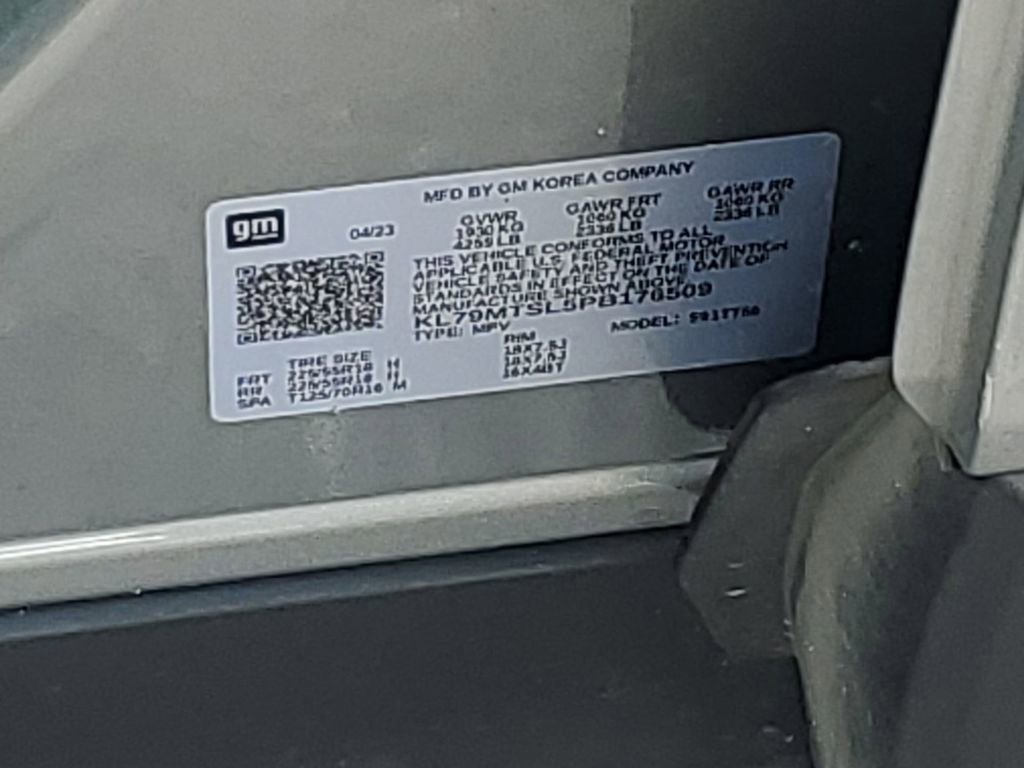 MFD BY GM KOREA COMPANY
gm
04/23
GVWR GAWR FRT GAWR RR
1930 KG 1060 KG 1060 KG
4255 LB 2336 LB 2336 LB
THIS VEHICLE CONFORMS TO ALL
APPLICABLE U.S. FEDERAL MOTOR
VEHICLE SAFETY AND THEFT PREVENTION
STANDARDS IN EFFECT ON THE DATE OF
MANUFACTURE SHOWN ABOVE.
KL79MTSL5PB176509
TYPE: MPV MODEL:
TIRE SIZE RIM
FRT 225/55R18 H 18X7.5J
RR 225/55R18 H 18X7.5J
SPA T125/70R16 M 16X4BT